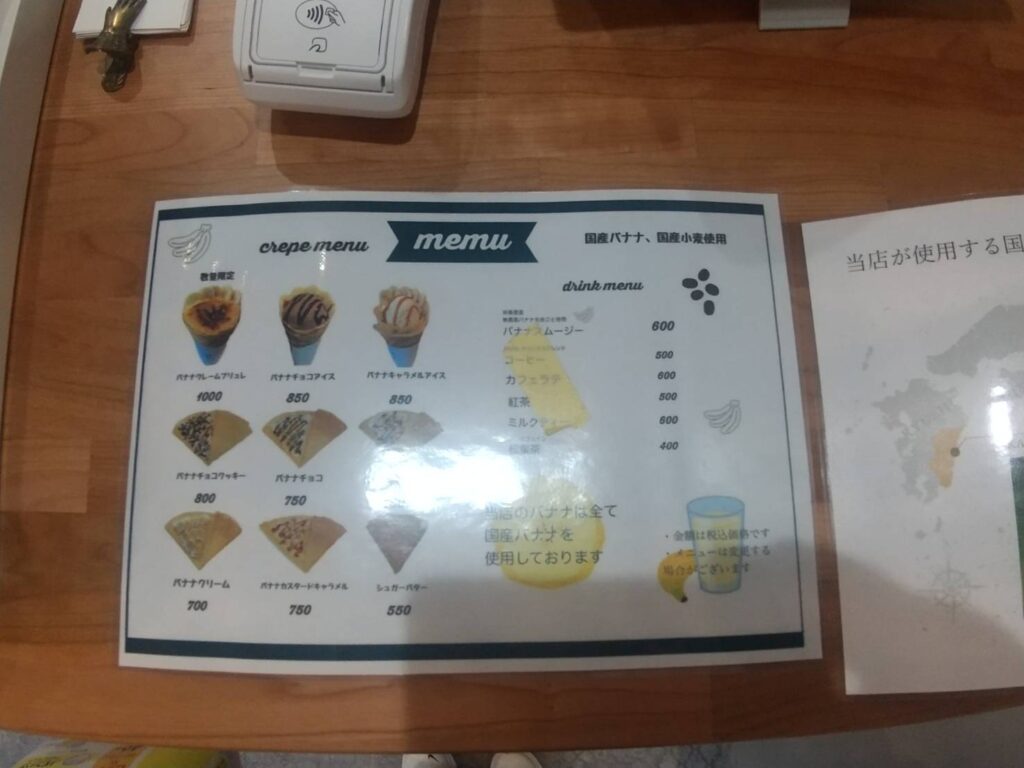 crepe menu
memu
国産バナナ、国産小麦使用
数量限定
バナナクレームブリュレ
1000
バナナチョコアイス
850
バナナキャラメルアイス
850
バナナチョコクッキー
800
バナナチョコ
750
バナナクリーム
700
バナナカスタードキャラメル
750
シュガーバター
550
drink menu
バナナスムージー 600
コーヒー 500
カフェラテ 600
紅茶 500
ミルクティー 600
400
当店のバナナは全て
国産バナナを
使用しております
・金額は税込価格です
・メニューは変更する
場合がございます
当店が使用する国